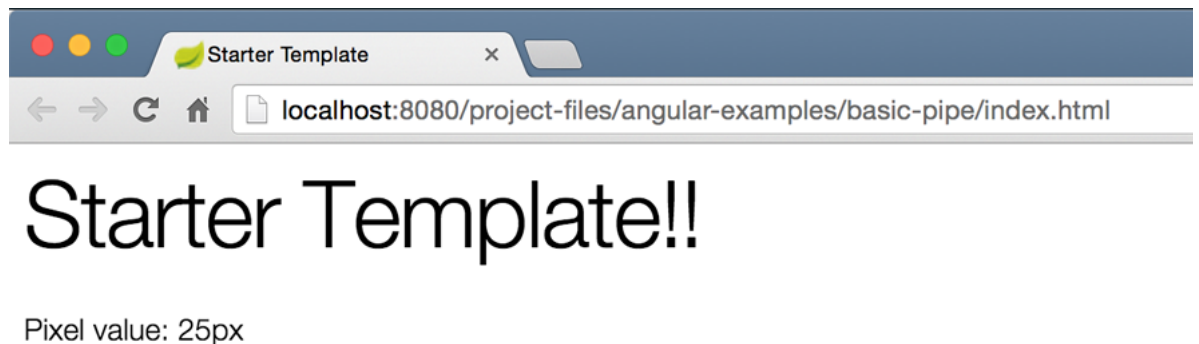 Starter Template
localhost:8080/project-files/angular-examples/basic-pipe/index.html
Starter Template!!
Pixel value: 25px